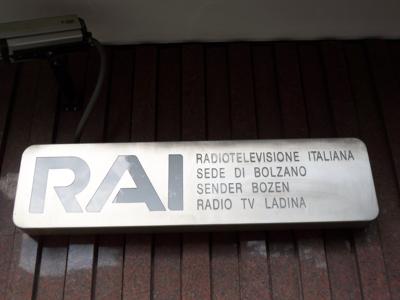 RAI
RADIOTELEVISIONE ITALIANA
SEDE DI BOLZANO
SENDER BOZEN
RADIO TV LADINA